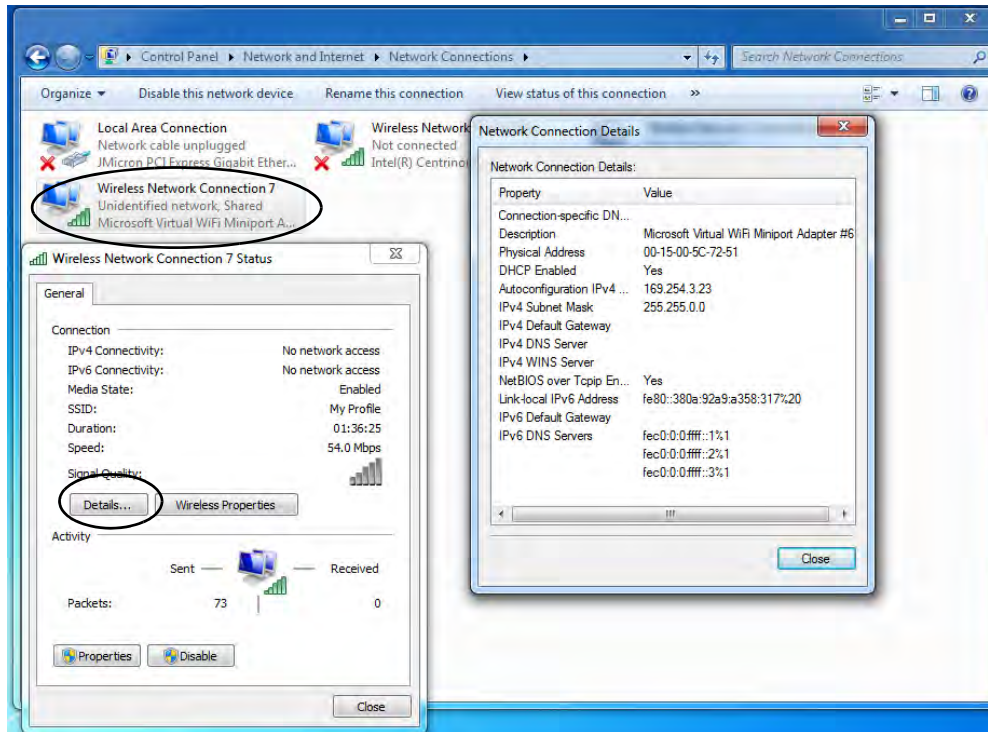 Control Panel ▸ Network and Internet ▸ Network Connections ▸
Search Network Connections
Organize ▾ Disable this network device Rename this connection View status of this connection »
Local Area Connection
Network cable unplugged
JMicron PCI Express Gigabit Ether...
Wireless Network
Not connected
Intel(R) Centrino
Wireless Network Connection 7
Unidentified network, Shared
Microsoft Virtual WiFi Miniport A...
Wireless Network Connection 7 Status
General
Connection
IPv4 Connectivity: No network access
IPv6 Connectivity: No network access
Media State: Enabled
SSID: My Profile
Duration: 01:36:25
Speed: 54.0 Mbps
Signal Quality:
Details... Wireless Properties
Activity
Sent — — Received
Packets: 73 | 0
Properties Disable
Close
Network Connection Details
Network Connection Details:
Property Value
Connection-specific DN...
Description Microsoft Virtual WiFi Miniport Adapter #6
Physical Address 00-15-00-5C-72-51
DHCP Enabled Yes
Autoconfiguration IPv4 ... 169.254.3.23
IPv4 Subnet Mask 255.255.0.0
IPv4 Default Gateway
IPv4 DNS Server
IPv4 WINS Server
NetBIOS over Tcpip En... Yes
Link-local IPv6 Address fe80::380a:92a9:a358:317%20
IPv6 Default Gateway
IPv6 DNS Servers fec0:0:0:ffff::1%1
fec0:0:0:ffff::2%1
fec0:0:0:ffff::3%1
Close